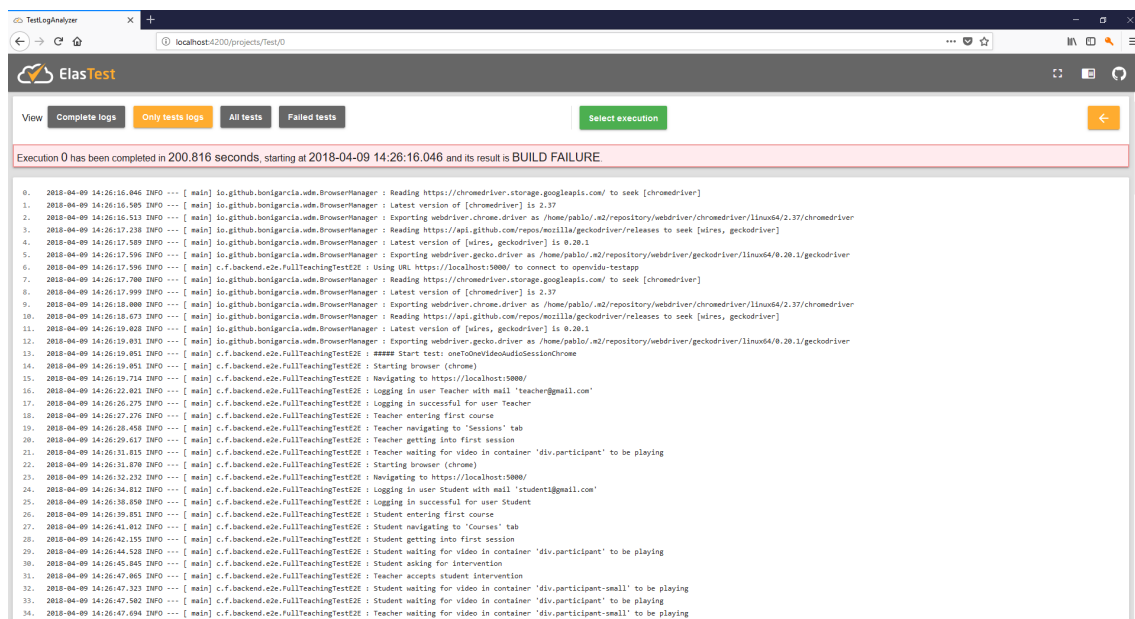 TestLogAnalyzer
localhost:4200/projects/Test/0
ElasTest
View Complete logs Only tests logs All tests Failed tests Select execution
Execution 0 has been completed in 200.816 seconds, starting at 2018-04-09 14:26:16.046 and its result is BUILD FAILURE.
0. 2018-04-09 14:26:16.046 INFO --- [ main] io.github.bonigarcia.wdm.BrowserManager : Reading https://chromedriver.storage.googleapis.com/ to seek [chromedriver]
1. 2018-04-09 14:26:16.505 INFO --- [ main] io.github.bonigarcia.wdm.BrowserManager : Latest version of [chromedriver] is 2.37
2. 2018-04-09 14:26:16.513 INFO --- [ main] io.github.bonigarcia.wdm.BrowserManager : Exporting webdriver.chrome.driver as /home/pablo/.m2/repository/webdriver/chromedriver/linux64/2.37/chromedriver
3. 2018-04-09 14:26:17.238 INFO --- [ main] io.github.bonigarcia.wdm.BrowserManager : Reading https://api.github.com/repos/mozilla/geckodriver/releases to seek [wires, geckodriver]
4. 2018-04-09 14:26:17.589 INFO --- [ main] io.github.bonigarcia.wdm.BrowserManager : Latest version of [wires, geckodriver] is 0.20.1
5. 2018-04-09 14:26:17.596 INFO --- [ main] io.github.bonigarcia.wdm.BrowserManager : Exporting webdriver.gecko.driver as /home/pablo/.m2/repository/webdriver/geckodriver/linux64/0.20.1/geckodriver
6. 2018-04-09 14:26:17.596 INFO --- [ main] c.f.backend.e2e.FullTeachingTestE2E : Using URL https://localhost:5000/ to connect to openvidu-testapp
7. 2018-04-09 14:26:17.700 INFO --- [ main] io.github.bonigarcia.wdm.BrowserManager : Reading https://chromedriver.storage.googleapis.com/ to seek [chromedriver]
8. 2018-04-09 14:26:17.999 INFO --- [ main] io.github.bonigarcia.wdm.BrowserManager : Latest version of [chromedriver] is 2.37
9. 2018-04-09 14:26:18.000 INFO --- [ main] io.github.bonigarcia.wdm.BrowserManager : Exporting webdriver.chrome.driver as /home/pablo/.m2/repository/webdriver/chromedriver/linux64/2.37/chromedriver
10. 2018-04-09 14:26:18.673 INFO --- [ main] io.github.bonigarcia.wdm.BrowserManager : Reading https://api.github.com/repos/mozilla/geckodriver/releases to seek [wires, geckodriver]
11. 2018-04-09 14:26:19.028 INFO --- [ main] io.github.bonigarcia.wdm.BrowserManager : Latest version of [wires, geckodriver] is 0.20.1
12. 2018-04-09 14:26:19.031 INFO --- [ main] io.github.bonigarcia.wdm.BrowserManager : Exporting webdriver.gecko.driver as /home/pablo/.m2/repository/webdriver/geckodriver/linux64/0.20.1/geckodriver
13. 2018-04-09 14:26:19.051 INFO --- [ main] c.f.backend.e2e.FullTeachingTestE2E : ##### Start test: oneToOneVideoAudioSessionChrome
14. 2018-04-09 14:26:19.051 INFO --- [ main] c.f.backend.e2e.FullTeachingTestE2E : Starting browser (chrome)
15. 2018-04-09 14:26:19.714 INFO --- [ main] c.f.backend.e2e.FullTeachingTestE2E : Navigating to https://localhost:5000/
16. 2018-04-09 14:26:22.021 INFO --- [ main] c.f.backend.e2e.FullTeachingTestE2E : Logging in user Teacher with mail 'teacher@gmail.com'
17. 2018-04-09 14:26:26.275 INFO --- [ main] c.f.backend.e2e.FullTeachingTestE2E : Logging in successful for user Teacher
18. 2018-04-09 14:26:27.276 INFO --- [ main] c.f.backend.e2e.FullTeachingTestE2E : Teacher entering first course
19. 2018-04-09 14:26:28.458 INFO --- [ main] c.f.backend.e2e.FullTeachingTestE2E : Teacher navigating to 'Sessions' tab
20. 2018-04-09 14:26:29.617 INFO --- [ main] c.f.backend.e2e.FullTeachingTestE2E : Teacher getting into first session
21. 2018-04-09 14:26:31.815 INFO --- [ main] c.f.backend.e2e.FullTeachingTestE2E : Teacher waiting for video in container 'div.participant' to be playing
22. 2018-04-09 14:26:31.870 INFO --- [ main] c.f.backend.e2e.FullTeachingTestE2E : Starting browser (chrome)
23. 2018-04-09 14:26:32.232 INFO --- [ main] c.f.backend.e2e.FullTeachingTestE2E : Navigating to https://localhost:5000/
24. 2018-04-09 14:26:34.812 INFO --- [ main] c.f.backend.e2e.FullTeachingTestE2E : Logging in user Student with mail 'student1@gmail.com'
25. 2018-04-09 14:26:38.850 INFO --- [ main] c.f.backend.e2e.FullTeachingTestE2E : Logging in successful for user Student
26. 2018-04-09 14:26:39.851 INFO --- [ main] c.f.backend.e2e.FullTeachingTestE2E : Student entering first course
27. 2018-04-09 14:26:41.012 INFO --- [ main] c.f.backend.e2e.FullTeachingTestE2E : Student navigating to 'Courses' tab
28. 2018-04-09 14:26:42.155 INFO --- [ main] c.f.backend.e2e.FullTeachingTestE2E : Student getting into first session
29. 2018-04-09 14:26:44.528 INFO --- [ main] c.f.backend.e2e.FullTeachingTestE2E : Student waiting for video in container 'div.participant' to be playing
30. 2018-04-09 14:26:45.845 INFO --- [ main] c.f.backend.e2e.FullTeachingTestE2E : Student asking for intervention
31. 2018-04-09 14:26:47.065 INFO --- [ main] c.f.backend.e2e.FullTeachingTestE2E : Teacher accepts student intervention
32. 2018-04-09 14:26:47.323 INFO --- [ main] c.f.backend.e2e.FullTeachingTestE2E : Student waiting for video in container 'div.participant-small' to be playing
33. 2018-04-09 14:26:47.502 INFO --- [ main] c.f.backend.e2e.FullTeachingTestE2E : Student waiting for video in container 'div.participant' to be playing
34. 2018-04-09 14:26:47.694 INFO --- [ main] c.f.backend.e2e.FullTeachingTestE2E : Teacher waiting for video in container 'div.participant-small' to be playing